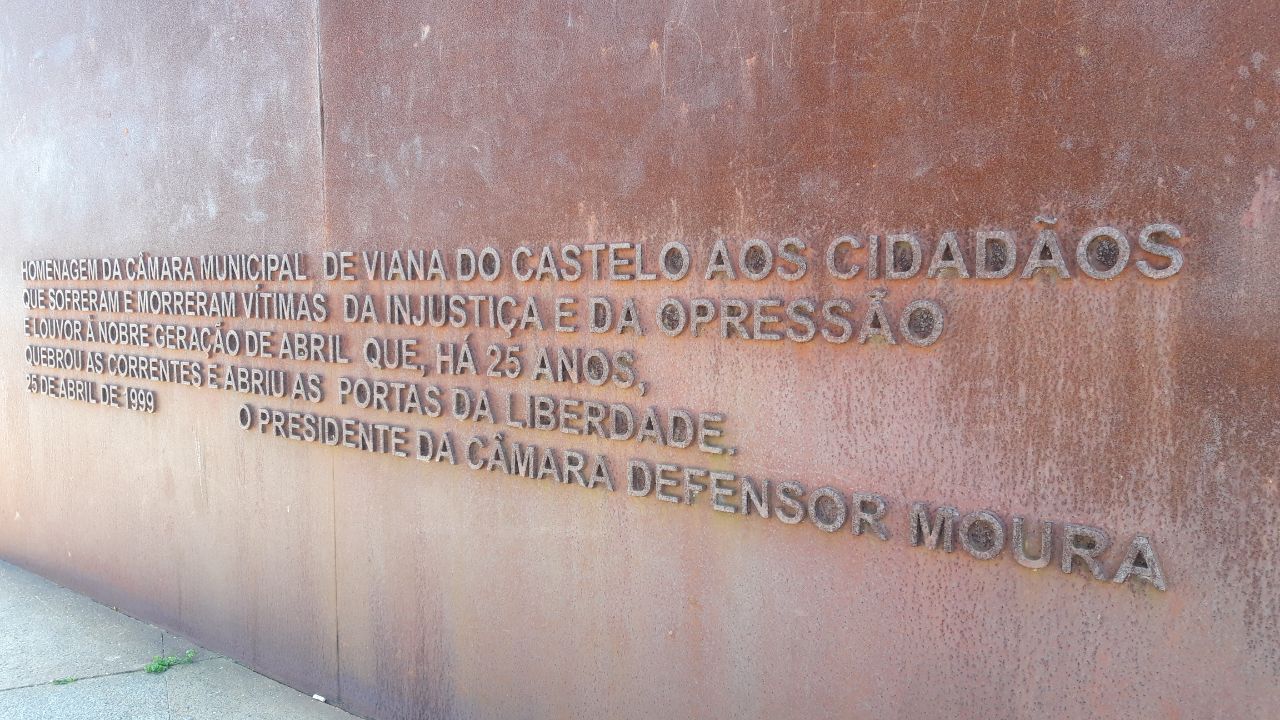 HOMENAGEM DA CÂMARA MUNICIPAL DE VIANA DO CASTELO AOS CIDADÃOS
QUE SOFRERAM E MORRERAM VÍTIMAS DA INJUSTIÇA E DA OPRESSÃO
E LOUVOR À NOBRE GERAÇÃO DE ABRIL QUE, HÁ 25 ANOS,
QUEBROU AS CORRENTES E ABRIU AS PORTAS DA LIBERDADE.
25 DE ABRIL DE 1999
O PRESIDENTE DA CÂMARA DEFENSOR MOURA